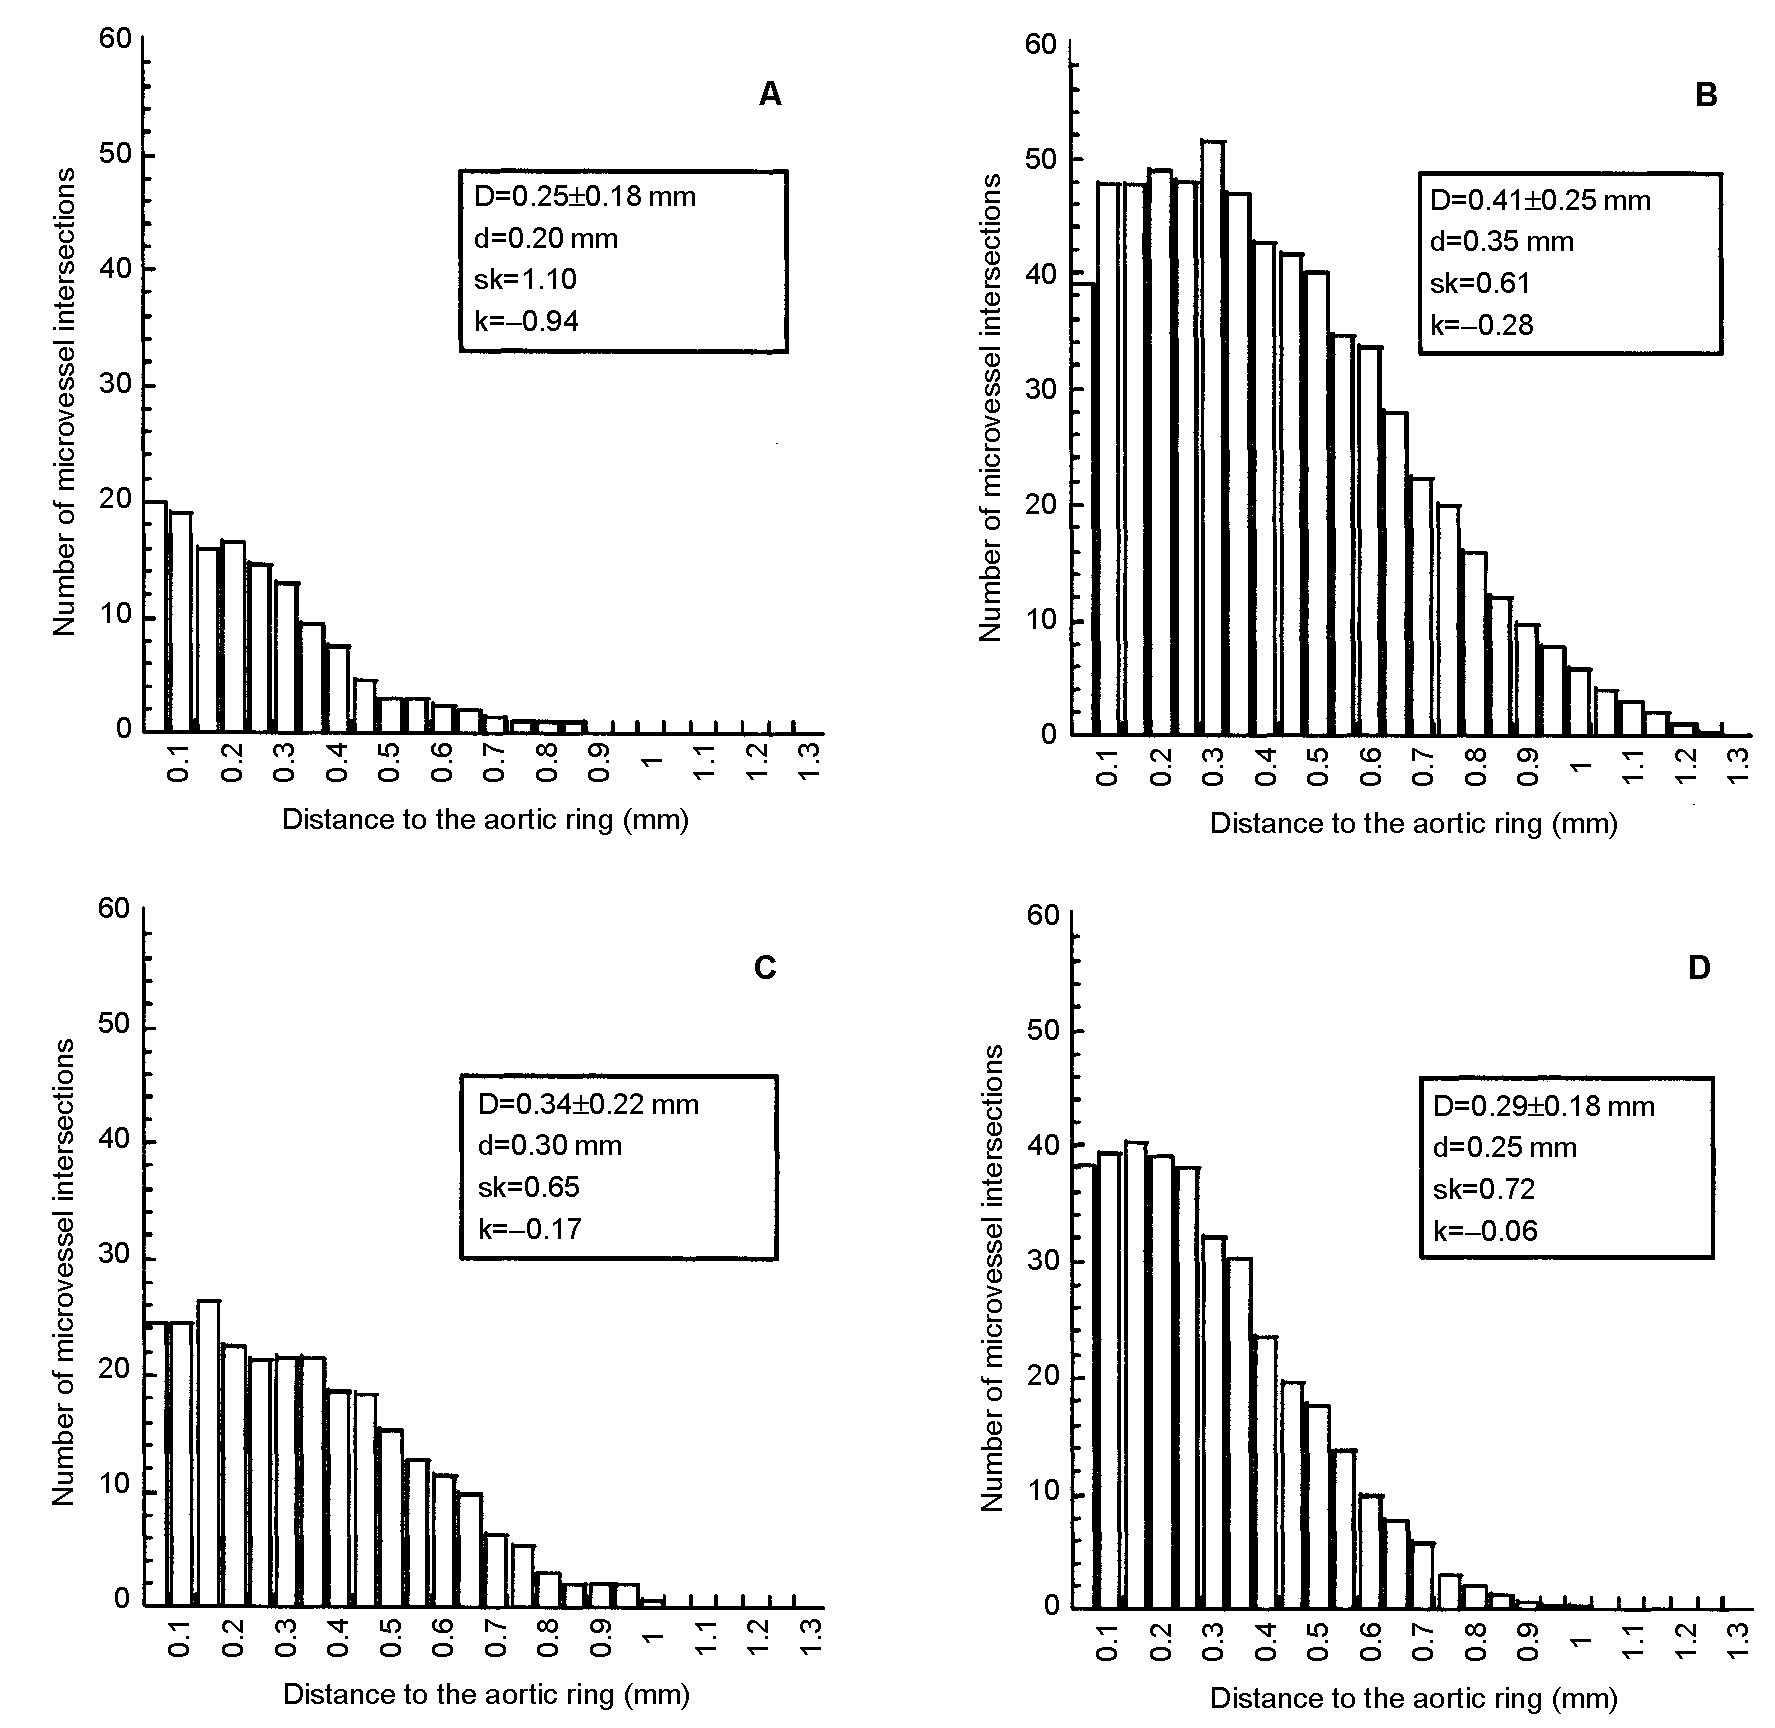 A
60
50
40
30
20
10
0
Number of microvessel intersections
D=0.25±0.18 mm
d=0.20 mm
sk=1.10
k=–0.94
0.1 0.2 0.3 0.4 0.5 0.6 0.7 0.8 0.9 1 1.1 1.2 1.3
Distance to the aortic ring (mm)
B
60
50
40
30
20
10
0
Number of microvessel intersections
D=0.41±0.25 mm
d=0.35 mm
sk=0.61
k=–0.28
0.1 0.2 0.3 0.4 0.5 0.6 0.7 0.8 0.9 1 1.1 1.2 1.3
Distance to the aortic ring (mm)
C
60
50
40
30
20
10
0
Number of microvessel intersections
D=0.34±0.22 mm
d=0.30 mm
sk=0.65
k=–0.17
0.1 0.2 0.3 0.4 0.5 0.6 0.7 0.8 0.9 1 1.1 1.2 1.3
Distance to the aortic ring (mm)
D
60
50
40
30
20
10
0
Number of microvessel intersections
D=0.29±0.18 mm
d=0.25 mm
sk=0.72
k=–0.06
0.1 0.2 0.3 0.4 0.5 0.6 0.7 0.8 0.9 1 1.1 1.2 1.3
Distance to the aortic ring (mm)